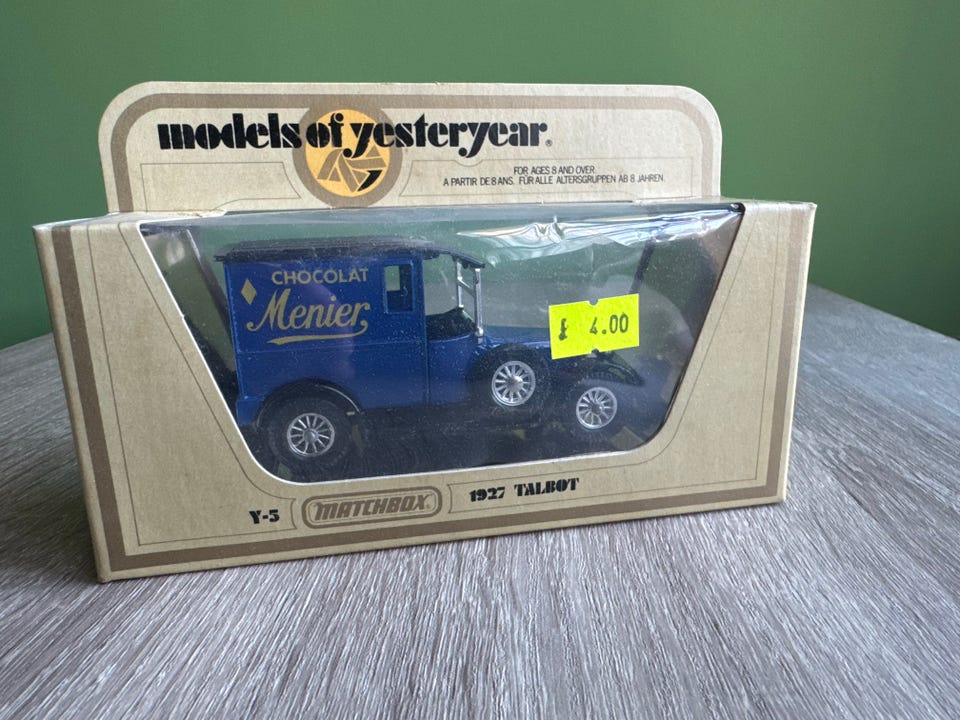 models of yesteryear®
FOR AGES 8 AND OVER
A PARTIR DE 8 ANS. FÜR ALLE ALTERSGRUPPEN AB 8 JAHREN.
CHOCOLAT
Menier
£ 4.00
Y-5
MATCHBOX
1927 TALBOT